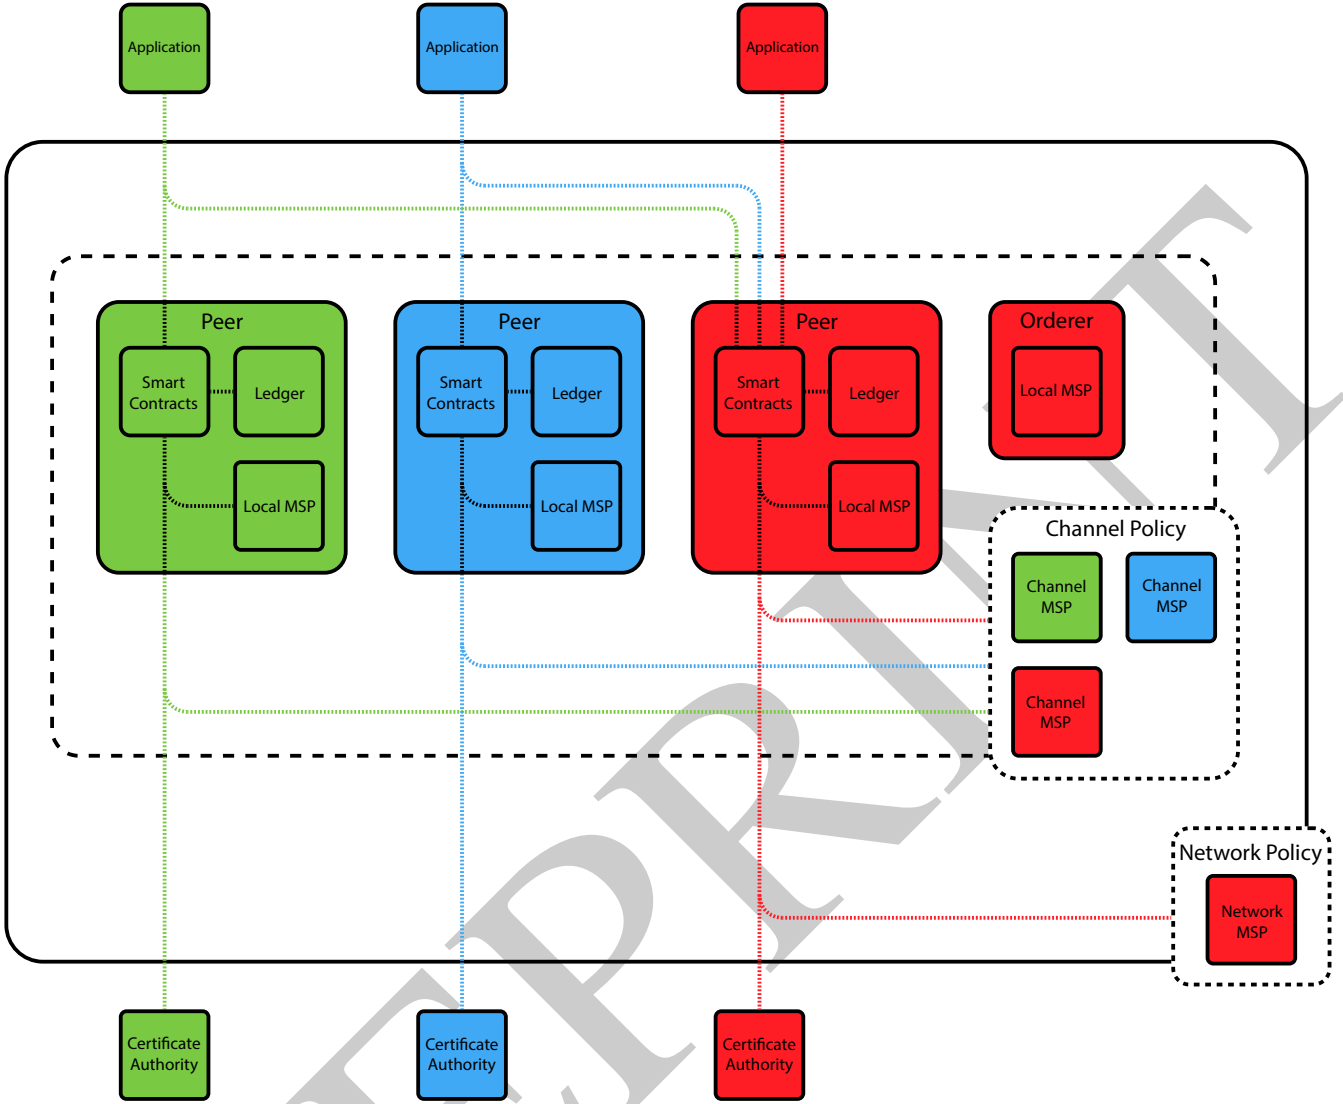 Application
Application
Application
Peer
Peer
Peer
Orderer
Smart
Contracts
Ledger
Smart
Contracts
Ledger
Smart
Contracts
Ledger
Local MSP
Local MSP
Local MSP
Local MSP
Channel Policy
Channel
MSP
Channel
MSP
Channel
MSP
Network Policy
Network
MSP
Certificate
Authority
Certificate
Authority
Certificate
Authority
EPRINT